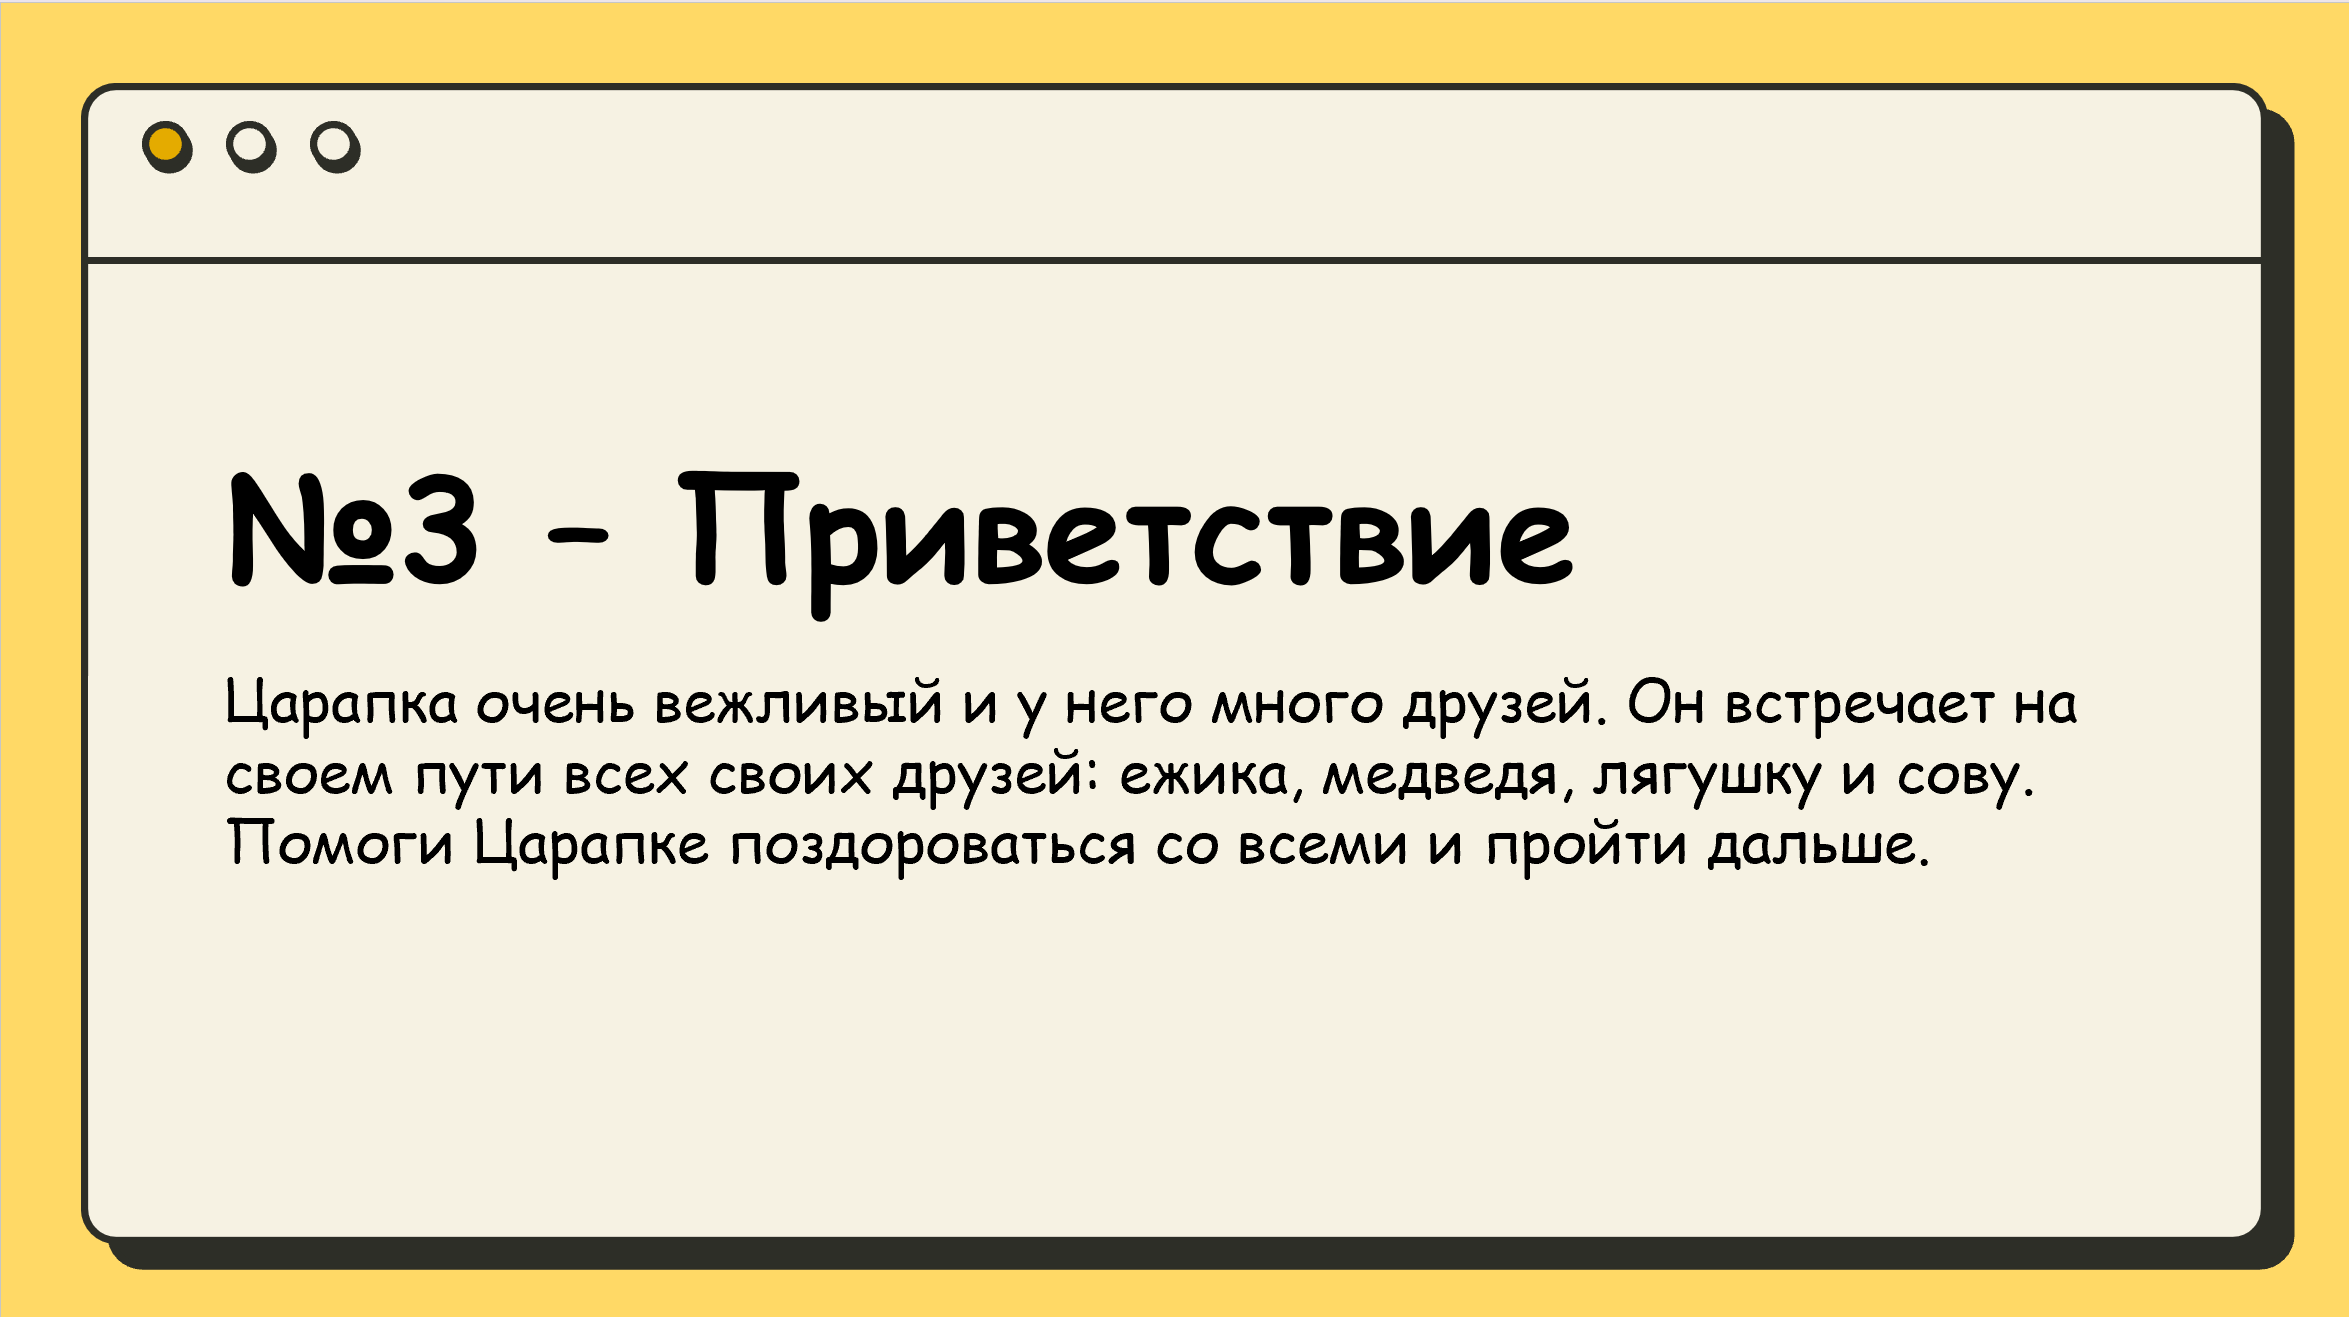 №3 – Приветствие
Царапка очень вежливый и у него много друзей. Он встречает на
своем пути всех своих друзей: ежика, медведя, лягушку и сову.
Помоги Царапке поздороваться со всеми и пройти дальше.